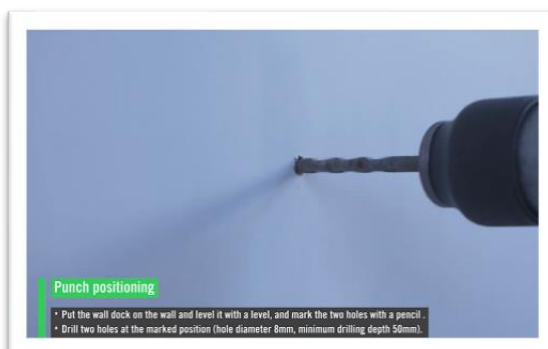 Punch positioning
• Put the wall dock on the wall and level it with a level, and mark the two holes with a pencil .
• Drill two holes at the marked position (hole diameter 8mm, minimum drilling depth 50mm).